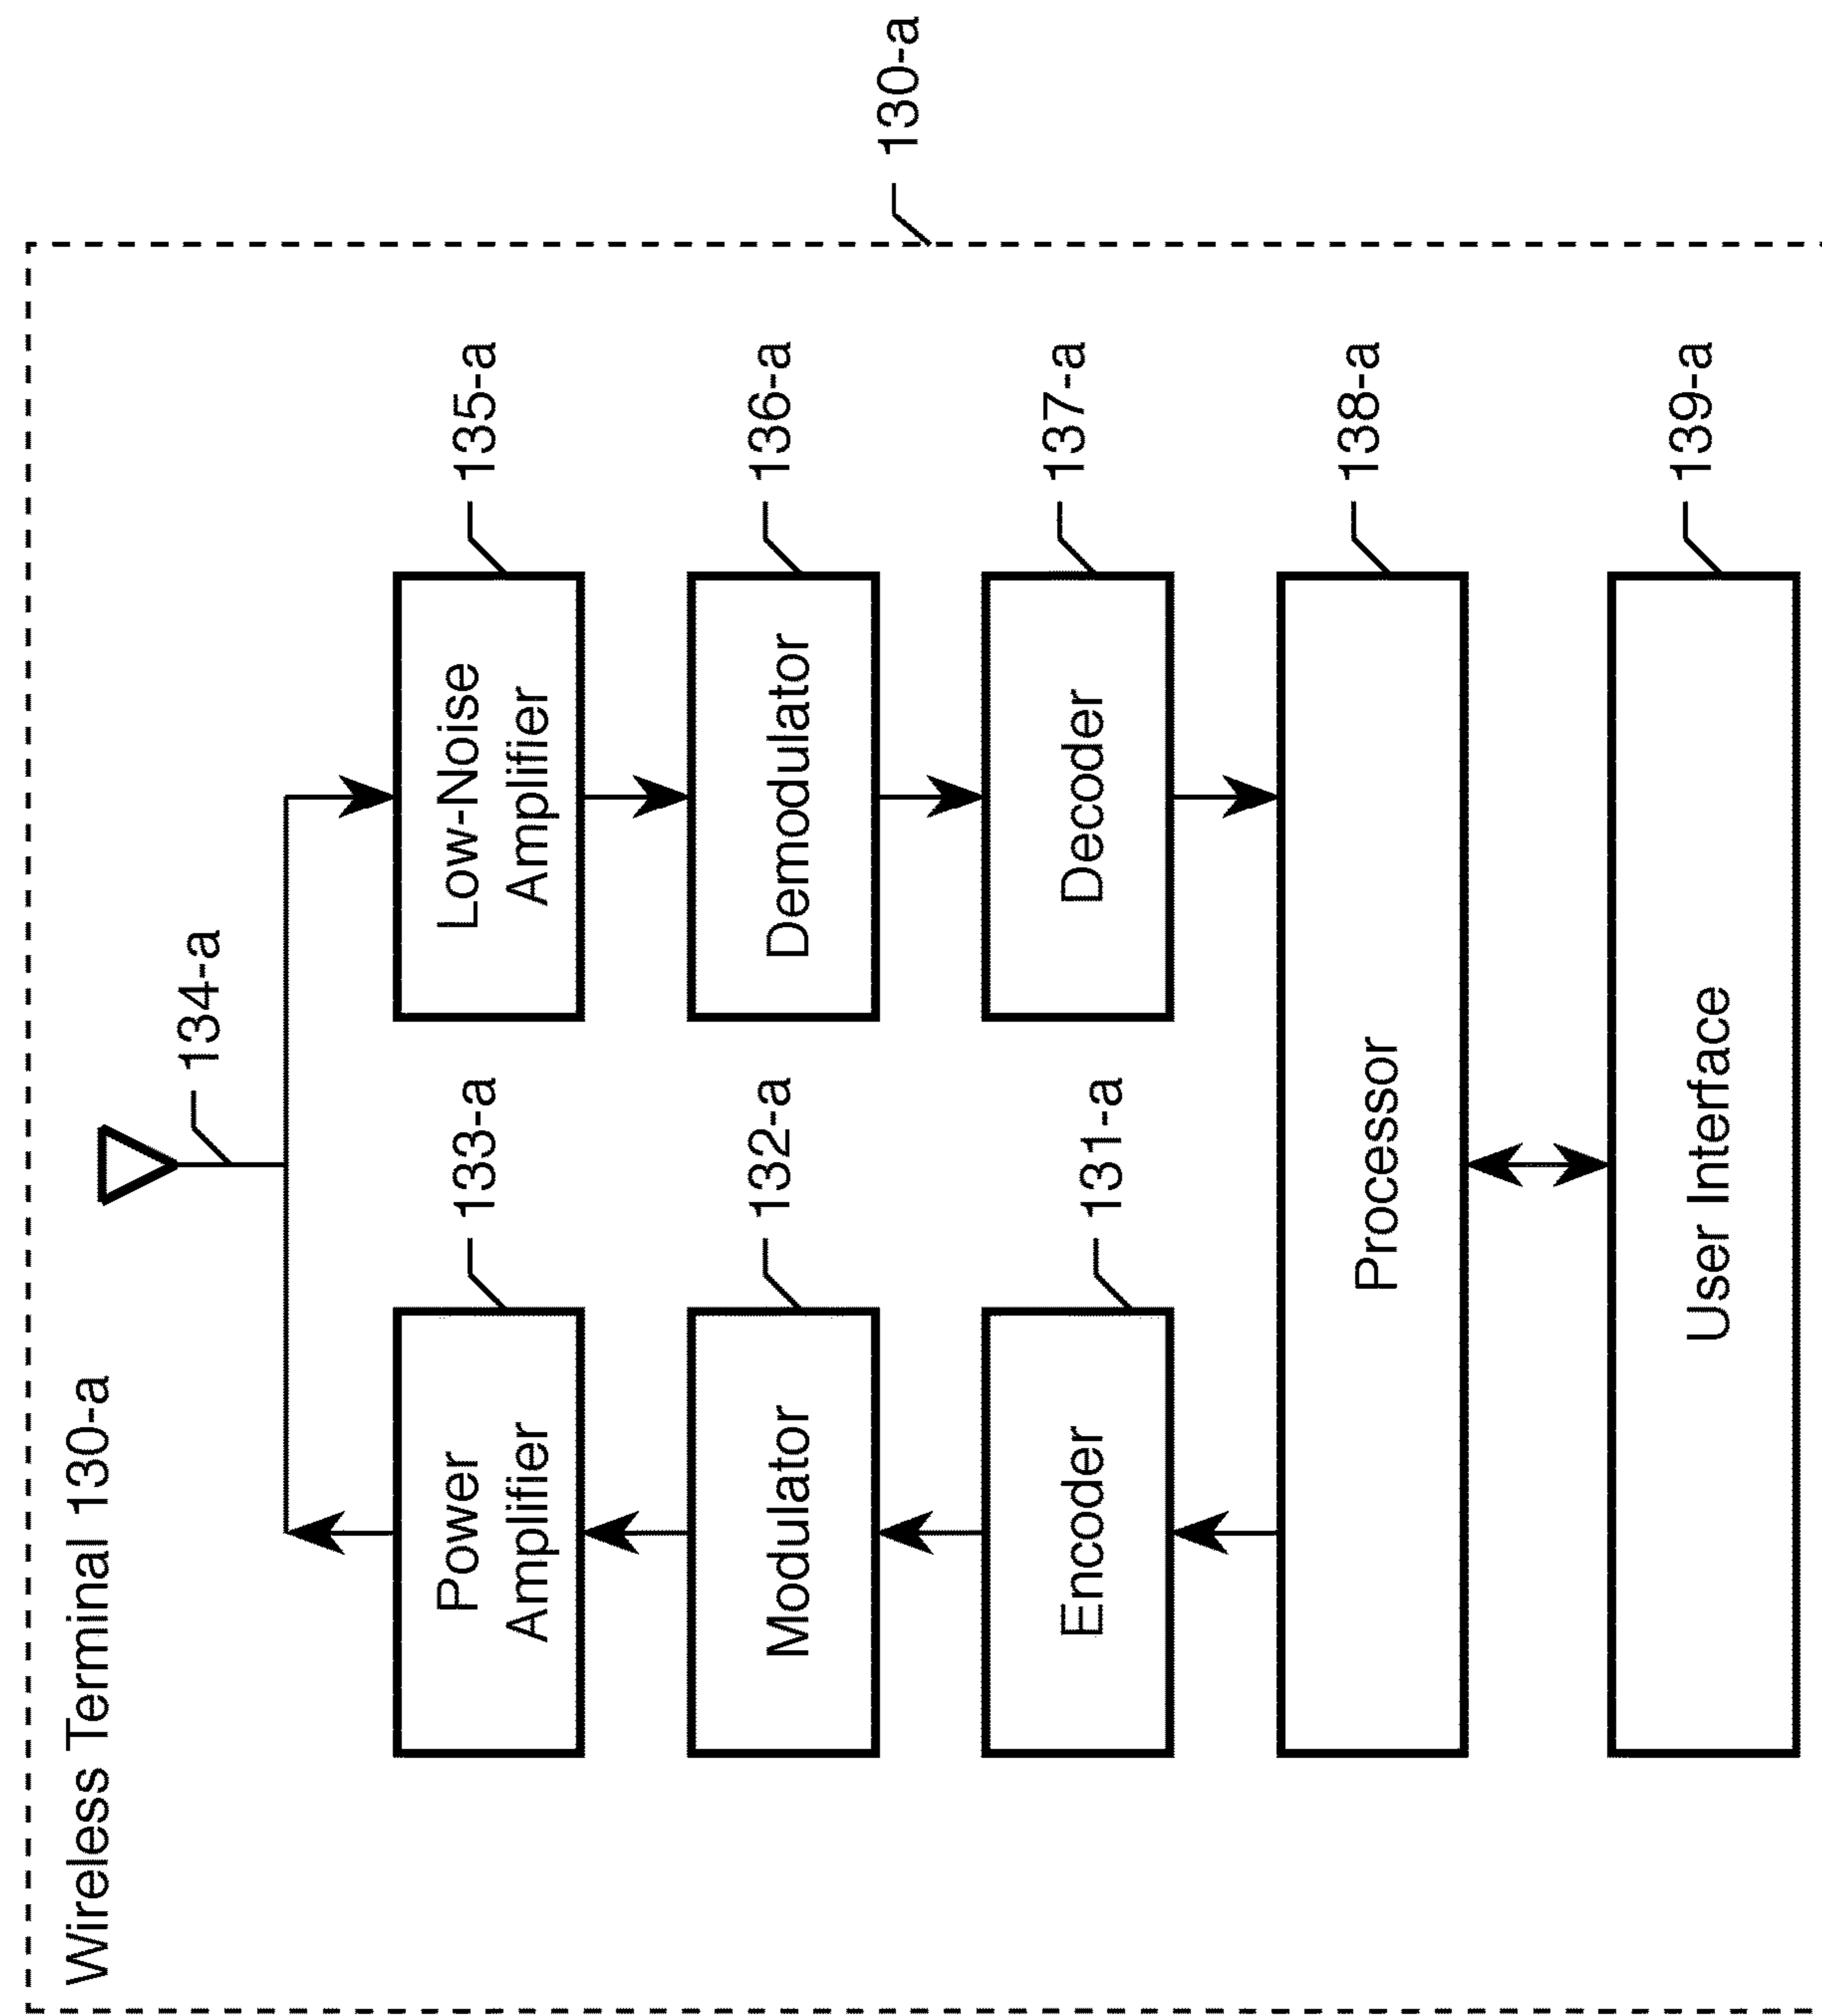 Wireless Terminal 130-a
134-a
133-a
135-a
Power
Amplifier
Low-Noise
Amplifier
132-a
136-a
Modulator
Demodulator
131-a
137-a
Encoder
Decoder
138-a
Processor
139-a
User Interface
130-a